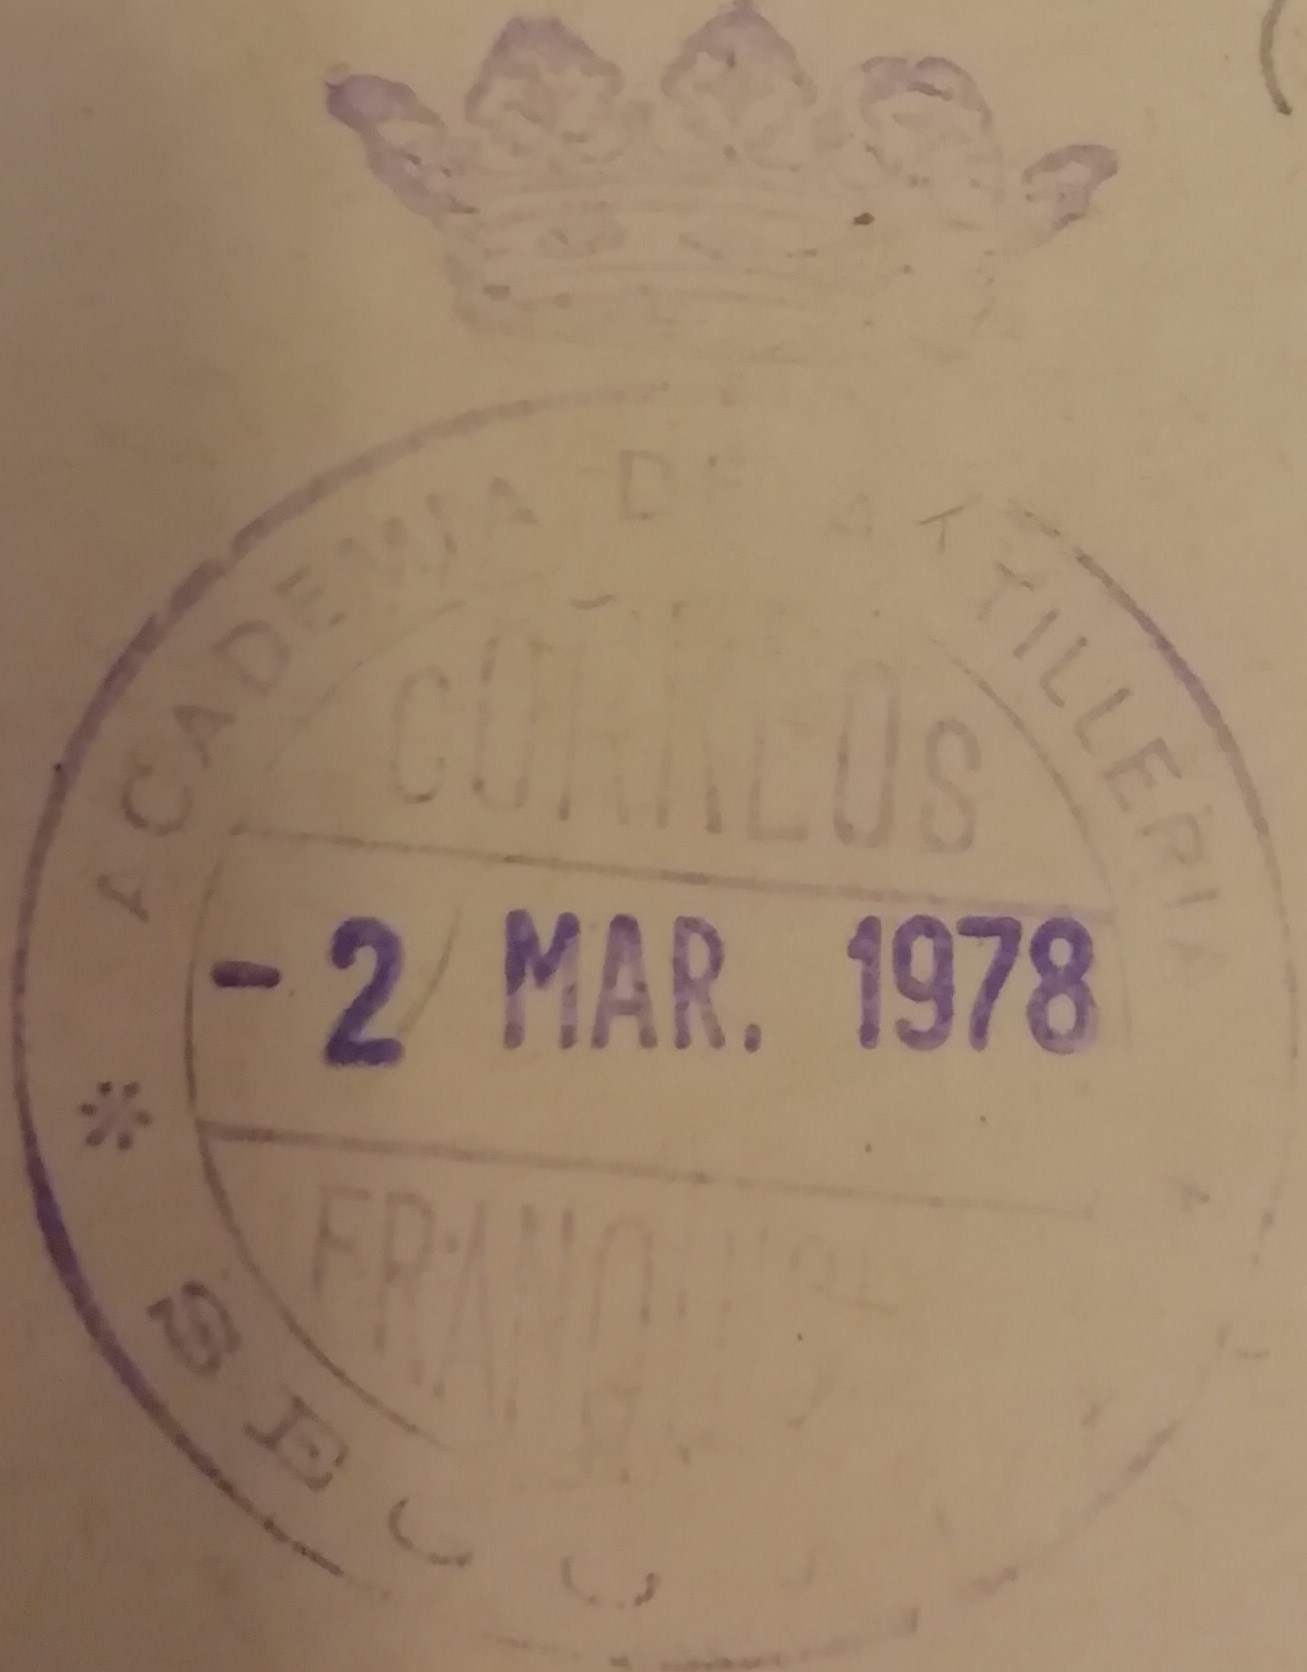 ACADEMIA DE ARTILLERIA
CORREOS
- 2 MAR. 1978
FRANQUICIA